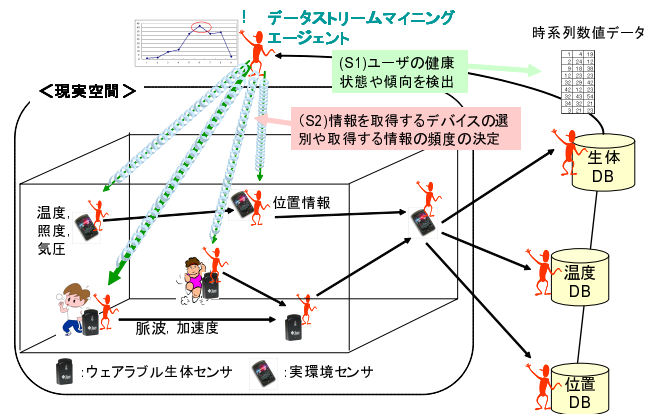 !
データストリームマイニング
エージェント
時系列数値データ
(S1)ユーザの健康
状態や傾向を検出
＜現実空間＞
(S2)情報を取得するデバイスの選
別や取得する情報の頻度の決定
生体
DB
温度,
照度,
気圧
位置情報
温度
DB
脈波, 加速度
:ウェアラブル生体センサ
:実環境センサ
位置
DB